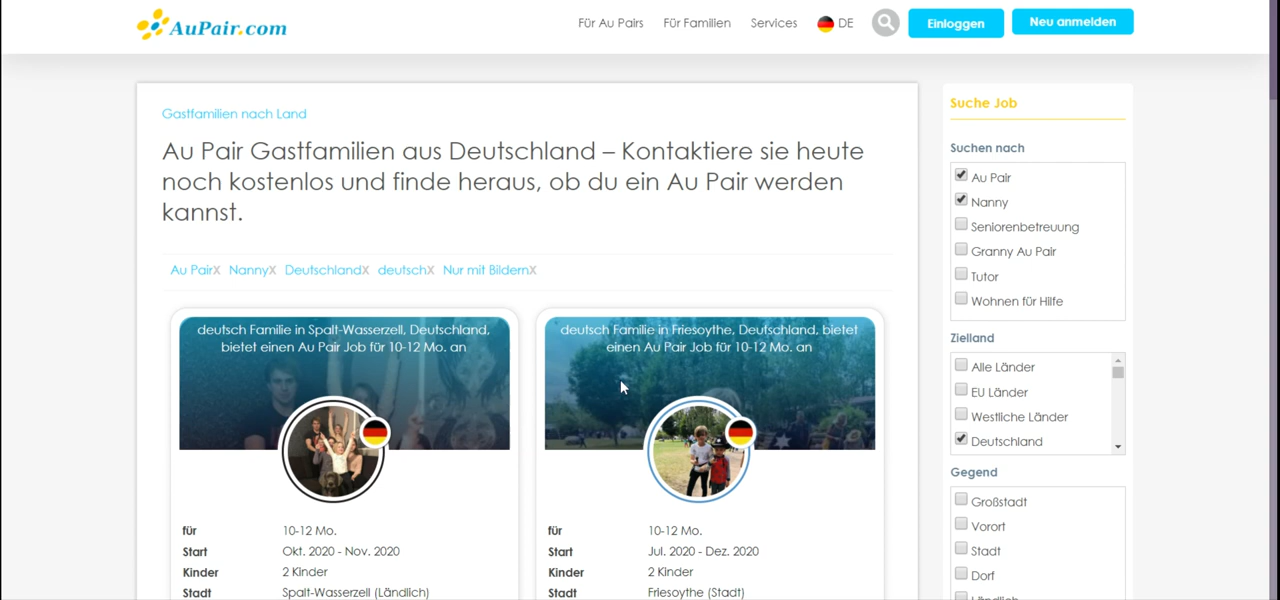 AuPair.com
Für Au Pairs
Für Familien
Services
DE
Einloggen
Neu anmelden
Gastfamilien nach Land
Au Pair Gastfamilien aus Deutschland – Kontaktiere sie heute
noch kostenlos und finde heraus, ob du ein Au Pair werden
kannst.
Au PairX NannyX DeutschlandX deutschX Nur mit BildernX
deutsch Familie in Spalt-Wasserzell, Deutschland,
bietet einen Au Pair Job für 10-12 Mo. an
für 10-12 Mo.
Start Okt. 2020 - Nov. 2020
Kinder 2 Kinder
Stadt Spalt-Wasserzell (Ländlich)
deutsch Familie in Friesoythe, Deutschland, bietet
einen Au Pair Job für 10-12 Mo. an
für 10-12 Mo.
Start Jul. 2020 - Dez. 2020
Kinder 2 Kinder
Stadt Friesoythe (Stadt)
Suche Job
Suchen nach
Au Pair
Nanny
Seniorenbetreuung
Granny Au Pair
Tutor
Wohnen für Hilfe
Zielland
Alle Länder
EU Länder
Westliche Länder
Deutschland
Gegend
Großstadt
Vorort
Stadt
Dorf
Ländlich